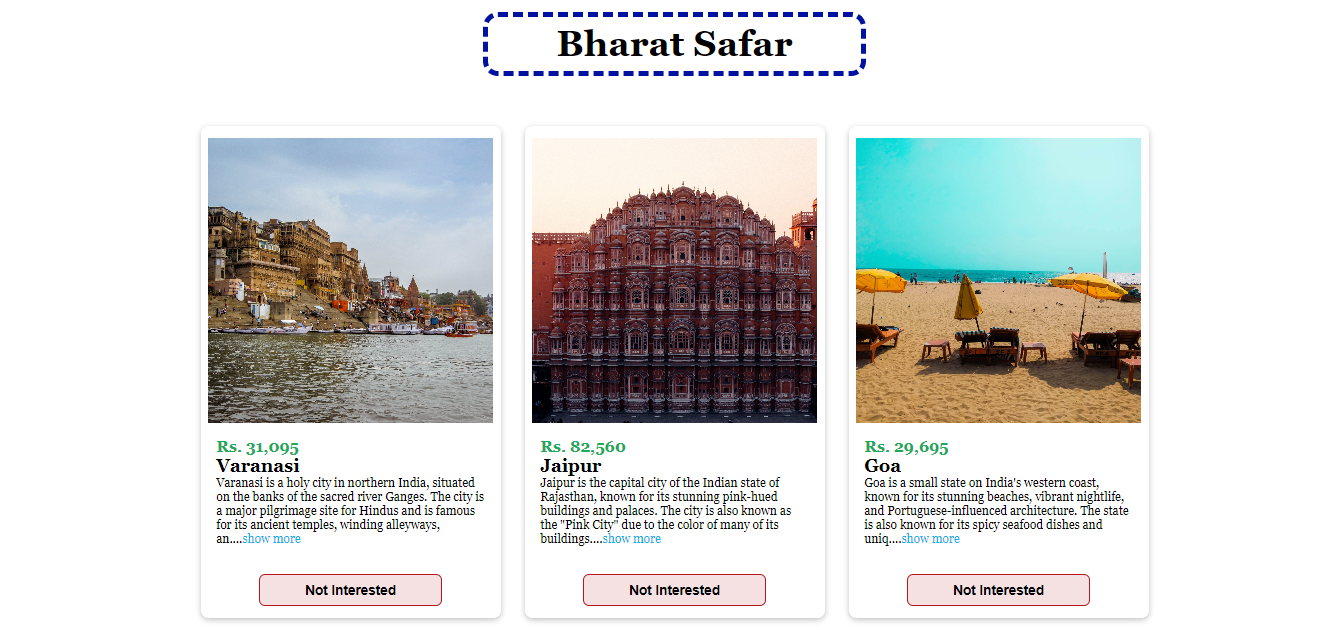 Bharat Safar
Rs. 31,095
Varanasi
Varanasi is a holy city in northern India, situated
on the banks of the sacred river Ganges. The city is
a major pilgrimage site for Hindus and is famous
for its ancient temples, winding alleyways,
an....show more
Not Interested
Rs. 82,560
Jaipur
Jaipur is the capital city of the Indian state of
Rajasthan, known for its stunning pink-hued
buildings and palaces. The city is also known as
the "Pink City" due to the color of many of its
buildings....show more
Not Interested
Rs. 29,695
Goa
Goa is a small state on India's western coast,
known for its stunning beaches, vibrant nightlife,
and Portuguese-influenced architecture. The state
is also known for its spicy seafood dishes and
uniq....show more
Not Interested